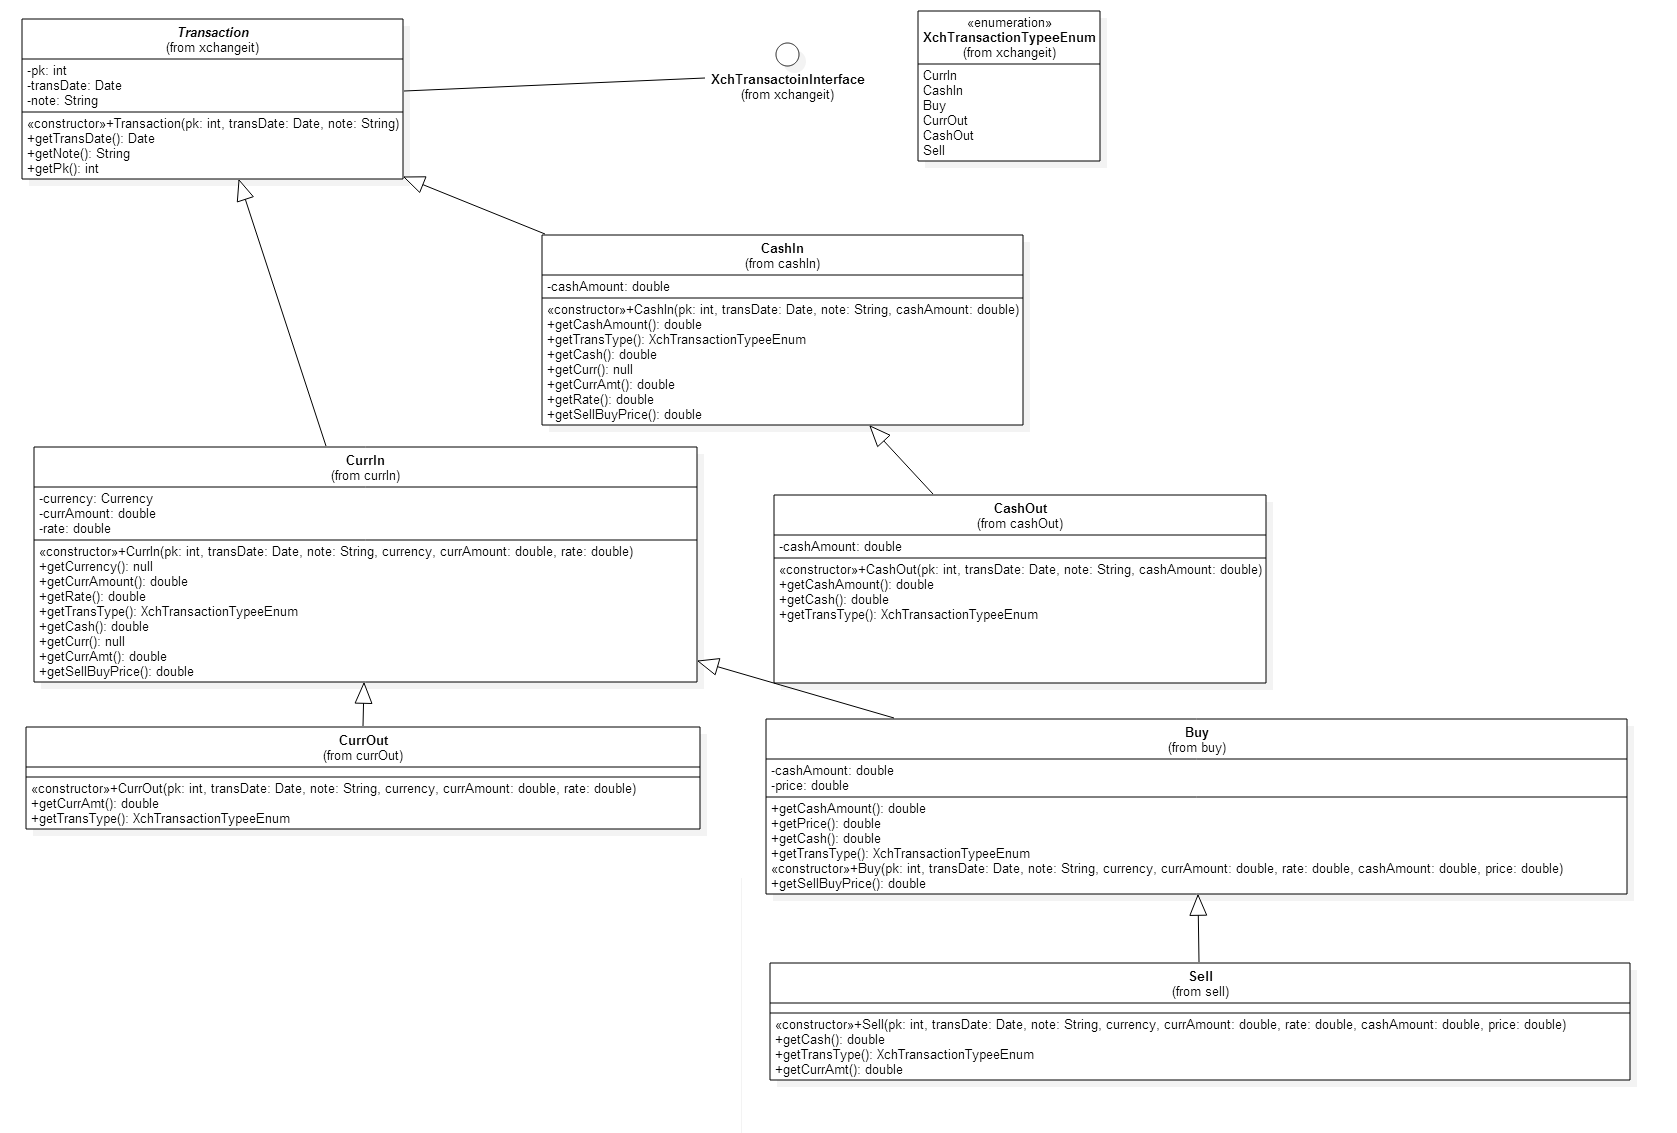 Transaction
(from xchangeit)
-pk: int
-transDate: Date
-note: String
«constructor»+Transaction(pk: int, transDate: Date, note: String)
+getTransDate(): Date
+getNote(): String
+getPk(): int
XchTransactoinInterface
(from xchangeit)
«enumeration»
XchTransactionTypeeEnum
(from xchangeit)
CurrIn
CashIn
Buy
CurrOut
CashOut
Sell
CashIn
(from cashIn)
-cashAmount: double
«constructor»+CashIn(pk: int, transDate: Date, note: String, cashAmount: double)
+getCashAmount(): double
+getTransType(): XchTransactionTypeeEnum
+getCash(): double
+getCurr(): null
+getCurrAmt(): double
+getRate(): double
+getSellBuyPrice(): double
CurrIn
(from currIn)
-currency: Currency
-currAmount: double
-rate: double
«constructor»+CurrIn(pk: int, transDate: Date, note: String, currency, currAmount: double, rate: double)
+getCurrency(): null
+getCurrAmount(): double
+getRate(): double
+getTransType(): XchTransactionTypeeEnum
+getCash(): double
+getCurr(): null
+getCurrAmt(): double
+getSellBuyPrice(): double
CashOut
(from cashOut)
-cashAmount: double
«constructor»+CashOut(pk: int, transDate: Date, note: String, cashAmount: double)
+getCashAmount(): double
+getCash(): double
+getTransType(): XchTransactionTypeeEnum
CurrOut
(from currOut)
«constructor»+CurrOut(pk: int, transDate: Date, note: String, currency, currAmount: double, rate: double)
+getCurrAmt(): double
+getTransType(): XchTransactionTypeeEnum
Buy
(from buy)
-cashAmount: double
-price: double
+getCashAmount(): double
+getPrice(): double
+getCash(): double
+getTransType(): XchTransactionTypeeEnum
«constructor»+Buy(pk: int, transDate: Date, note: String, currency, currAmount: double, rate: double, cashAmount: double, price: double)
+getSellBuyPrice(): double
Sell
(from sell)
«constructor»+Sell(pk: int, transDate: Date, note: String, currency, currAmount: double, rate: double, cashAmount: double, price: double)
+getCash(): double
+getTransType(): XchTransactionTypeeEnum
+getCurrAmt(): double